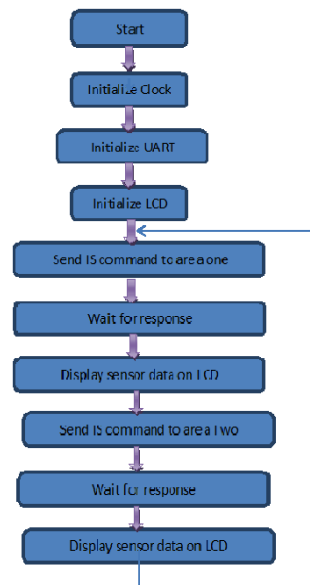 Start
Initialize Clock
Initialize UART
Initialize LCD
Send IS command to area one
Wait for response
Display sensor data on LCD
Send IS command to area Two
Wait for response
Display sensor data on LCD